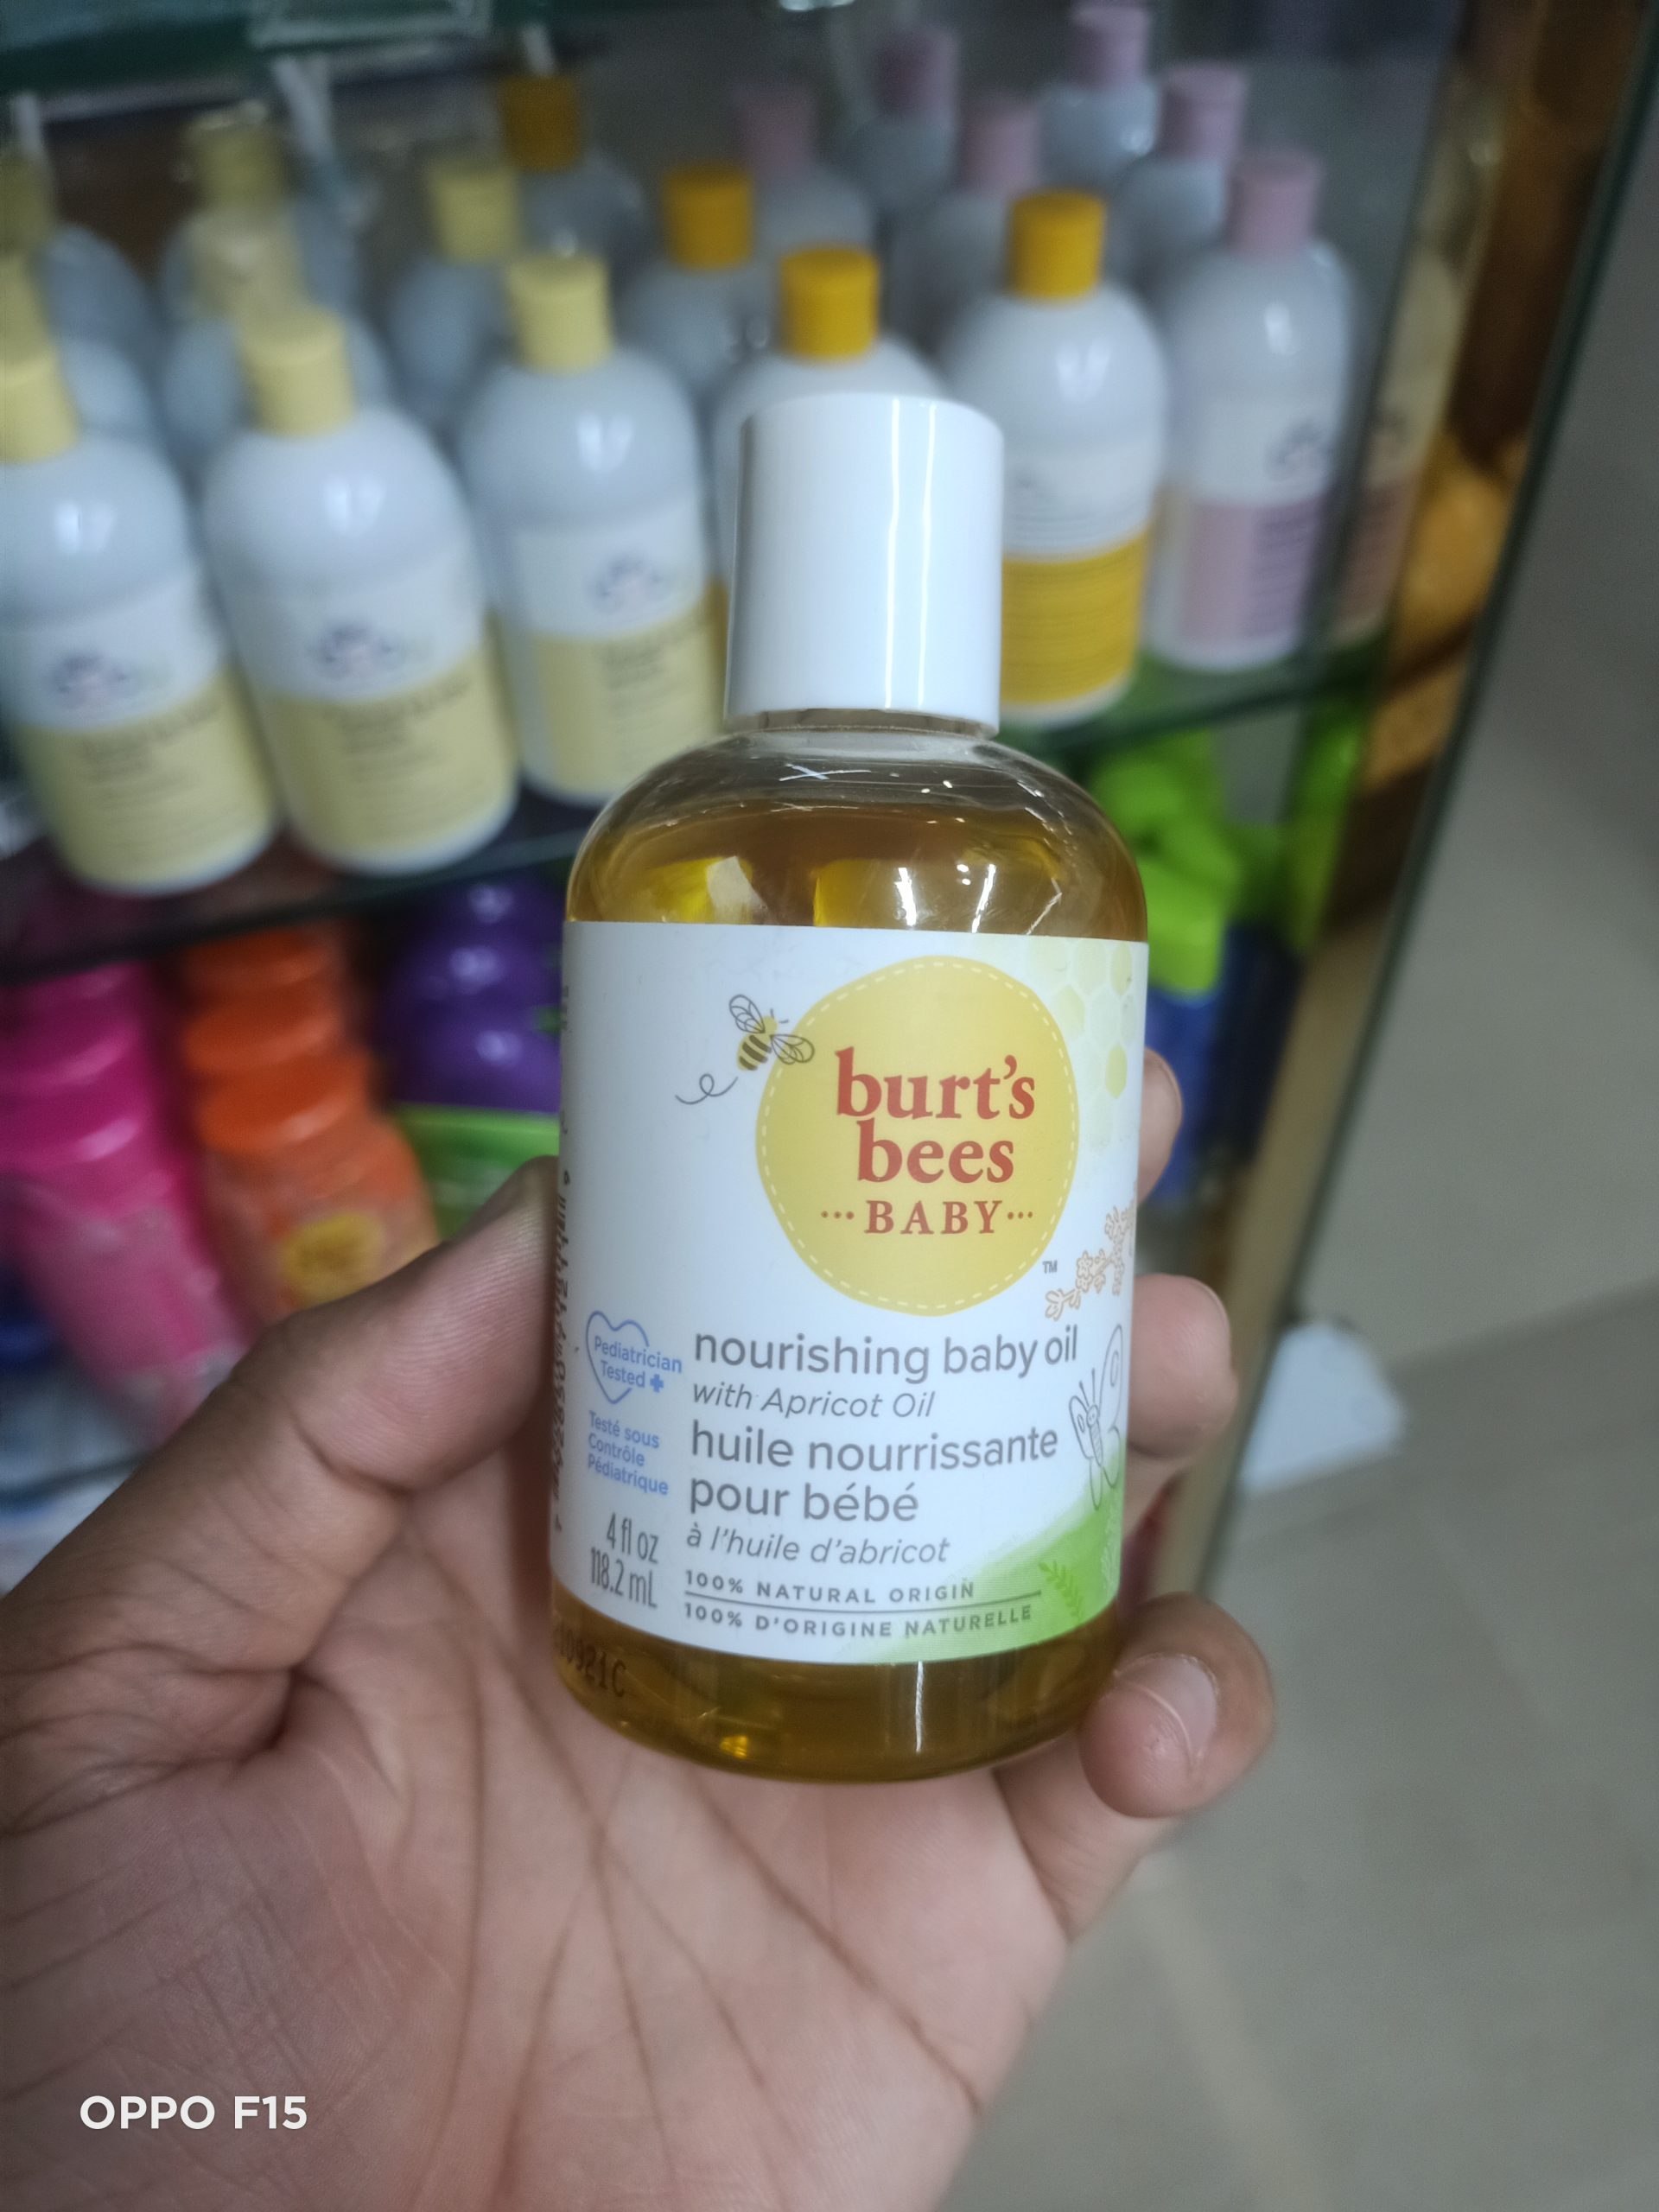 burt's
bees
BABY
TM
Pediatrician
Tested
Testé sous
Contrôle
Pédiatrique
nourishing baby oil
with Apricot Oil
huile nourrissante
pour bébé
à l'huile d'abricot
4 fl oz
118.2 mL
100% NATURAL ORIGIN
100% D'ORIGINE NATURELLE
OPPO F15